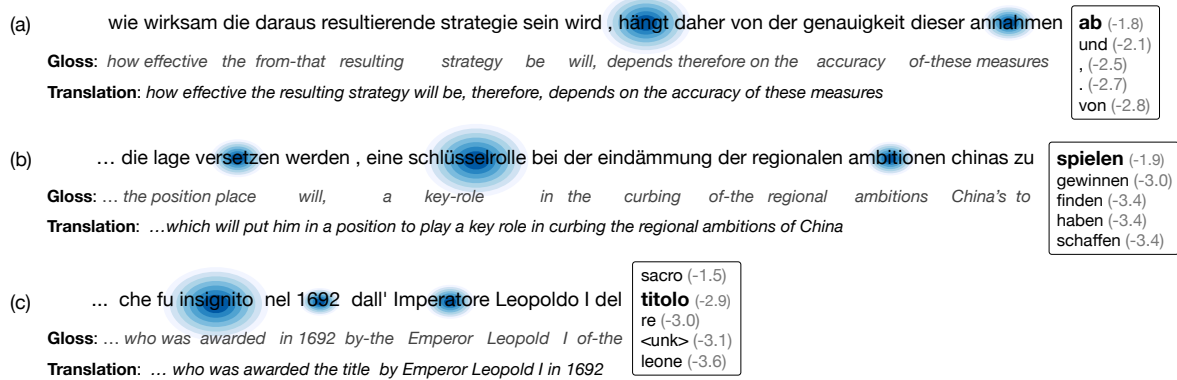 (a) wie wirksam die daraus resultierende strategie sein wird , hängt daher von der genauigkeit dieser annahmen
Gloss: how effective the from-that resulting strategy be will, depends therefore on the accuracy of-these measures
Translation: how effective the resulting strategy will be, therefore, depends on the accuracy of these measures
ab (-1.8)
und (-2.1)
, (-2.5)
. (-2.7)
von (-2.8)
(b) ... die lage versetzen werden , eine schlüsselrolle bei der eindämmung der regionalen ambitionen chinas zu
Gloss: ... the position place will, a key-role in the curbing of-the regional ambitions China's to
Translation: ...which will put him in a position to play a key role in curbing the regional ambitions of China
spielen (-1.9)
gewinnen (-3.0)
finden (-3.4)
haben (-3.4)
schaffen (-3.4)
(c) ... che fu insignito nel 1692 dall' Imperatore Leopoldo I del
Gloss: ... who was awarded in 1692 by-the Emperor Leopold I of-the
Translation: ... who was awarded the title by Emperor Leopold I in 1692
sacro (-1.5)
titolo (-2.9)
re (-3.0)
<unk> (-3.1)
leone (-3.6)